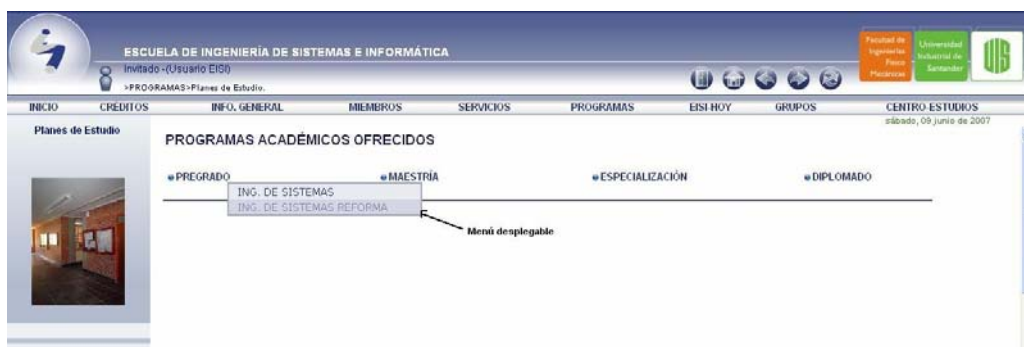 ESCUELA DE INGENIERÍA DE SISTEMAS E INFORMÁTICA
Invitado -(Usuario EISI)
>PROGRAMAS>Planes de Estudio.
Facultad de Ingenierías Físico Mecánicas
Universidad Industrial de Santander
UIS
INICIO CRÉDITOS INFO. GENERAL MIEMBROS SERVICIOS PROGRAMAS EISI-HOY GRUPOS CENTRO-ESTUDIOS
sábado, 09 junio de 2007
Planes de Estudio
PROGRAMAS ACADÉMICOS OFRECIDOS
PREGRADO MAESTRÍA ESPECIALIZACIÓN DIPLOMADO
ING. DE SISTEMAS
ING. DE SISTEMAS REFORMA
Menú desplegable